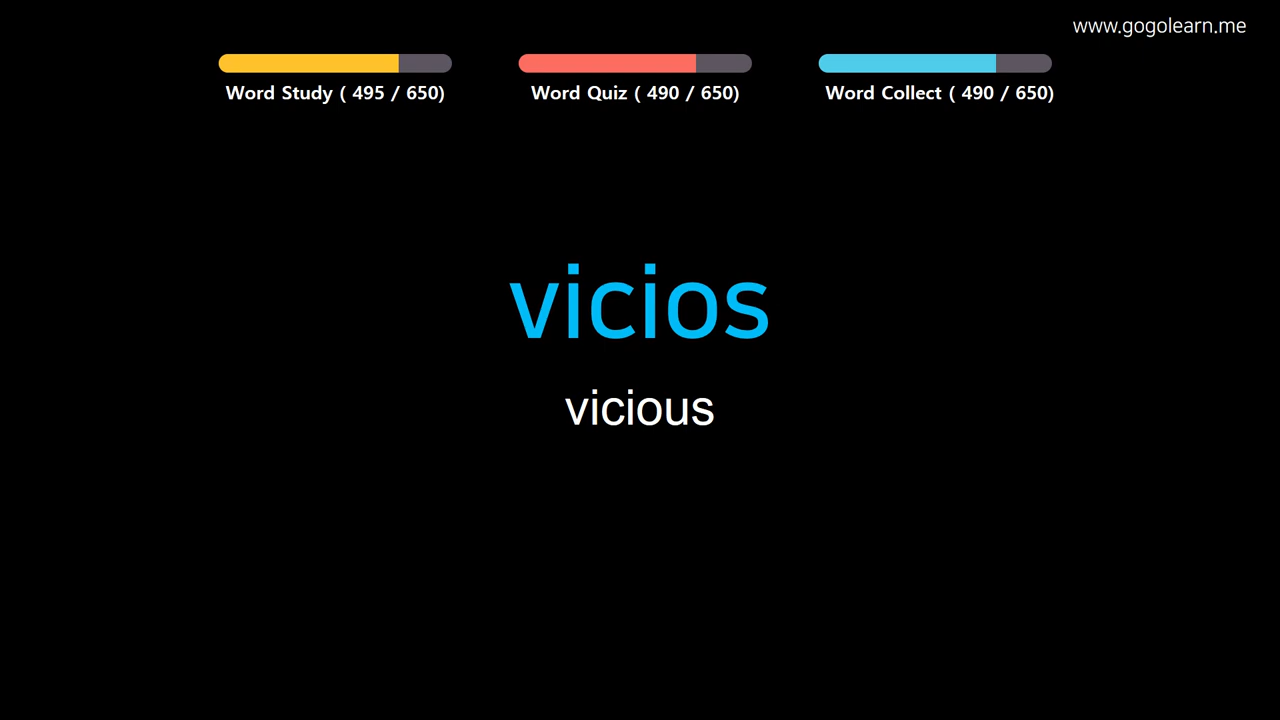 www.gogolearn.me
Word Study ( 495 / 650)
Word Quiz ( 490 / 650)
Word Collect ( 490 / 650)
vicios
vicious